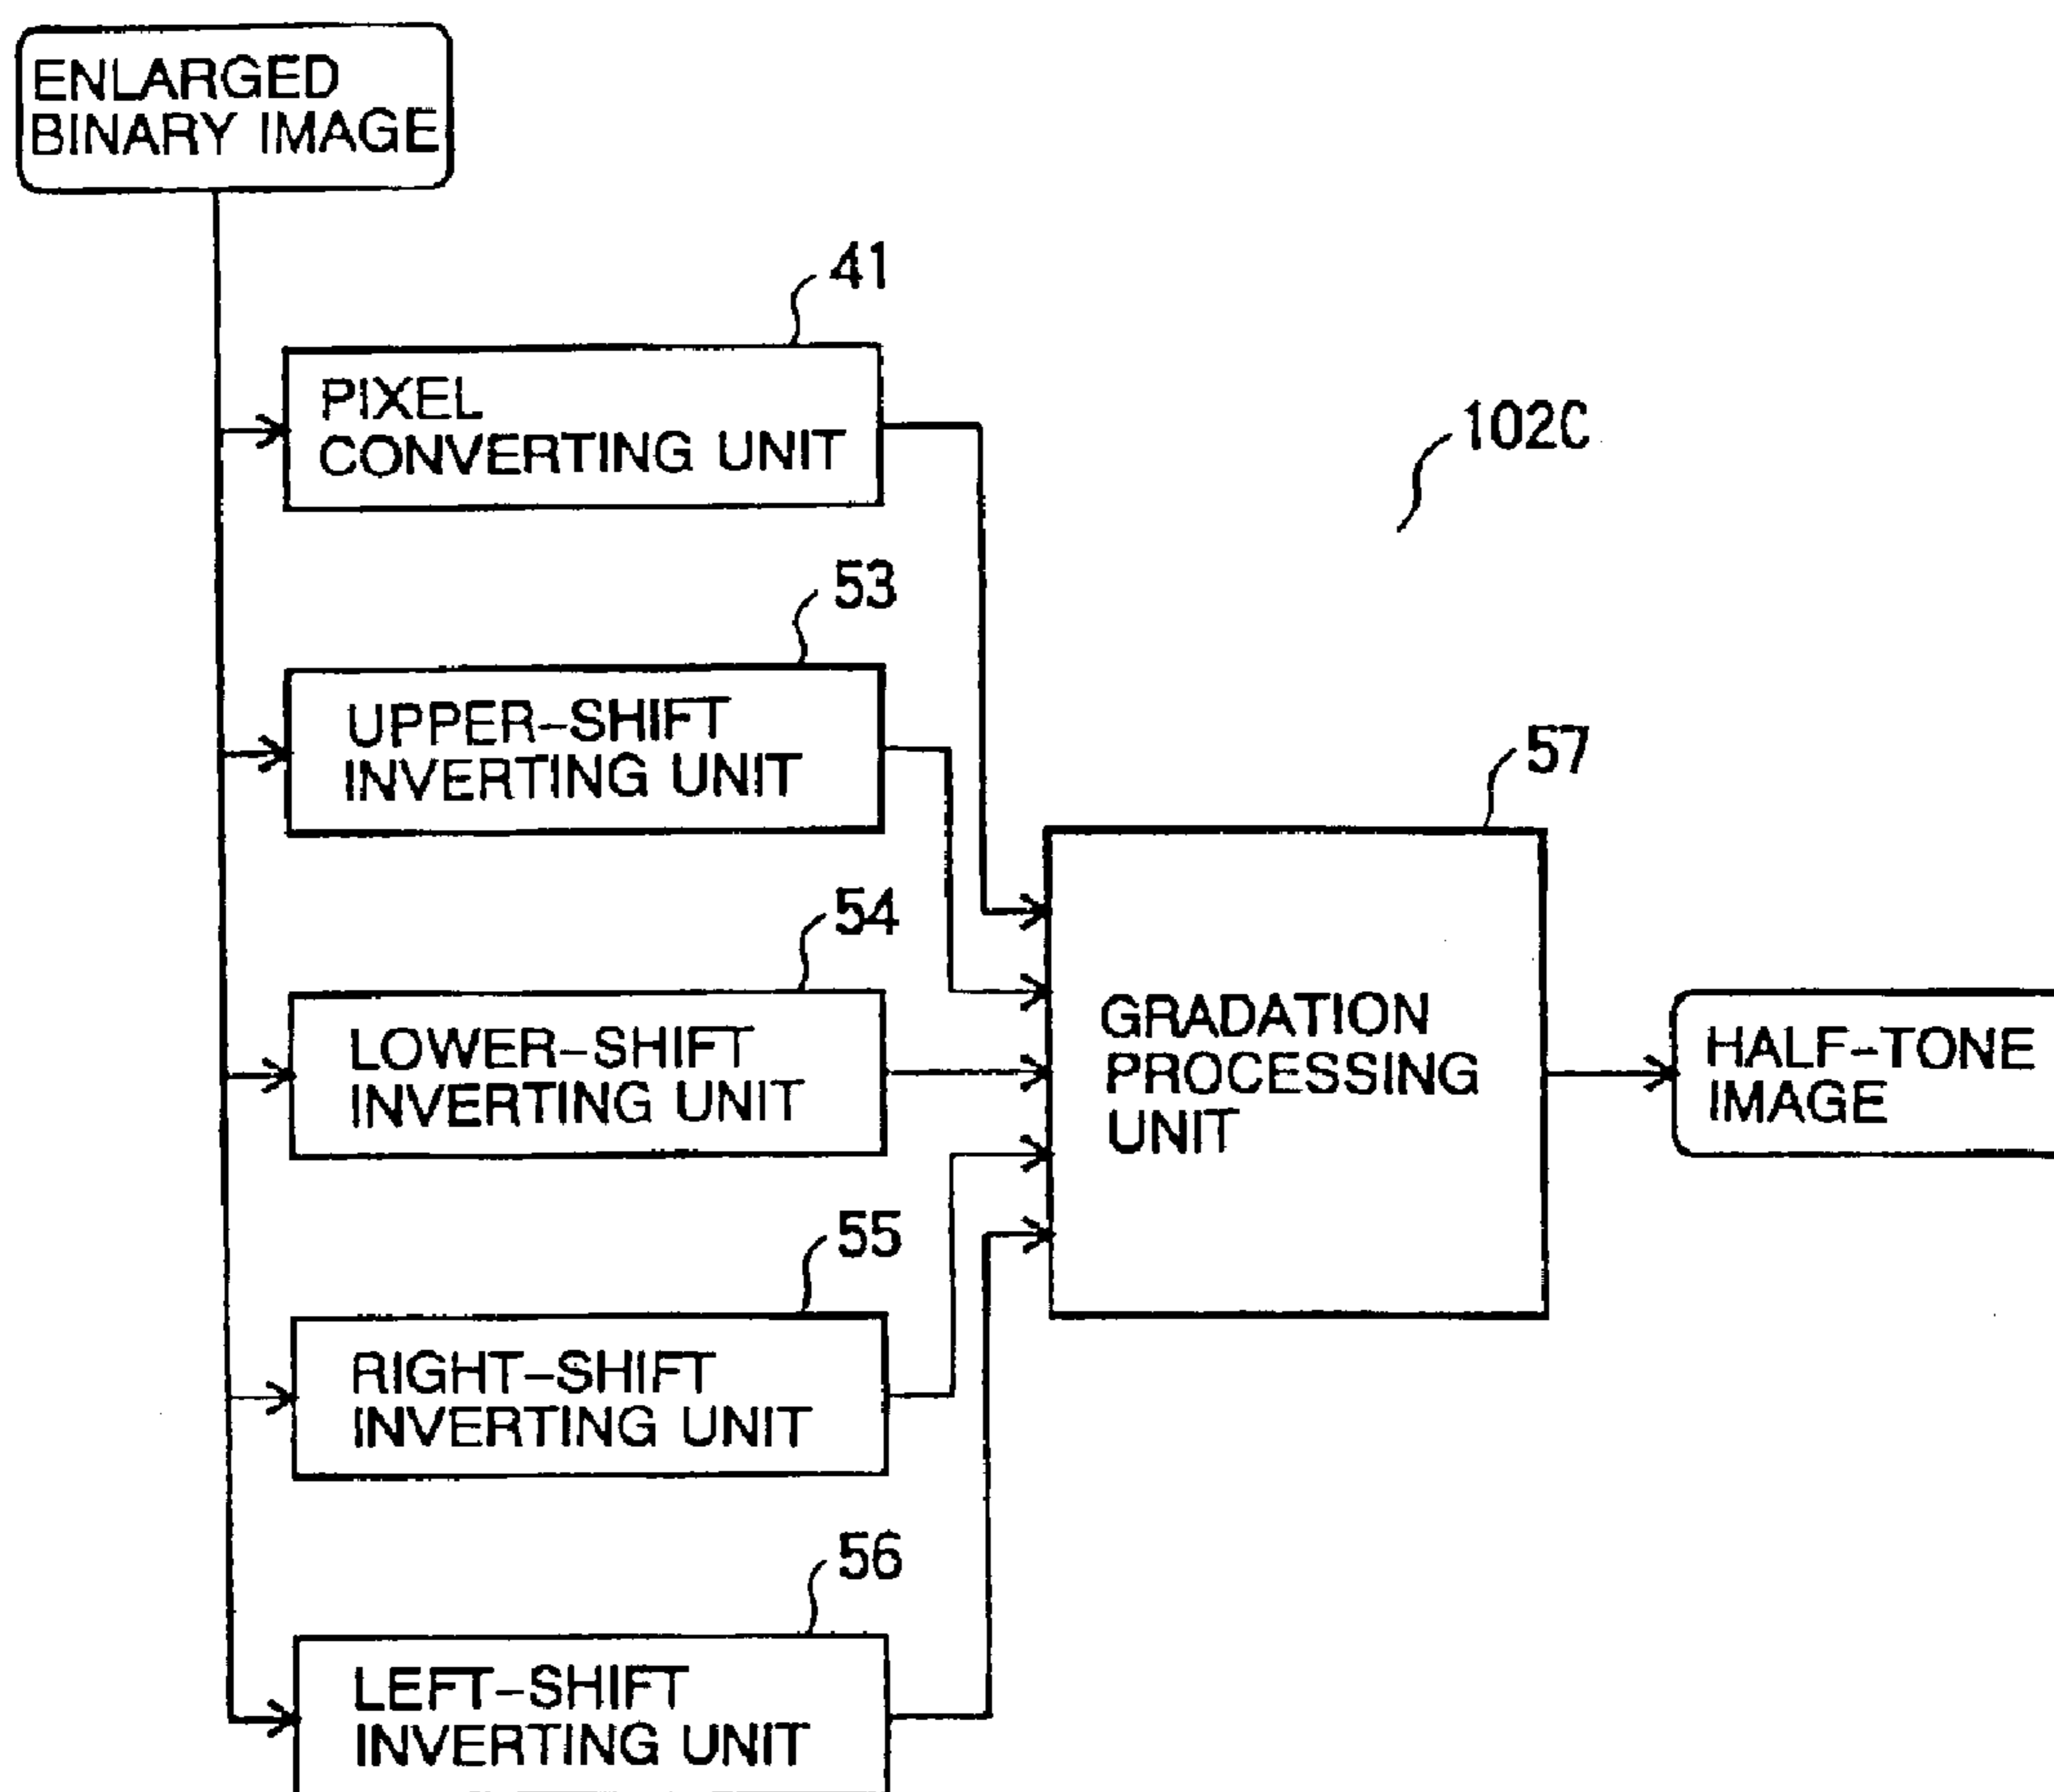 ENLARGED
BINARY IMAGE
41
PIXEL
CONVERTING UNIT
102C
53
UPPER-SHIFT
INVERTING UNIT
57
54
LOWER-SHIFT
INVERTING UNIT
GRADATION
PROCESSING
UNIT
HALF-TONE
IMAGE
55
RIGHT-SHIFT
INVERTING UNIT
56
LEFT-SHIFT
INVERTING UNIT